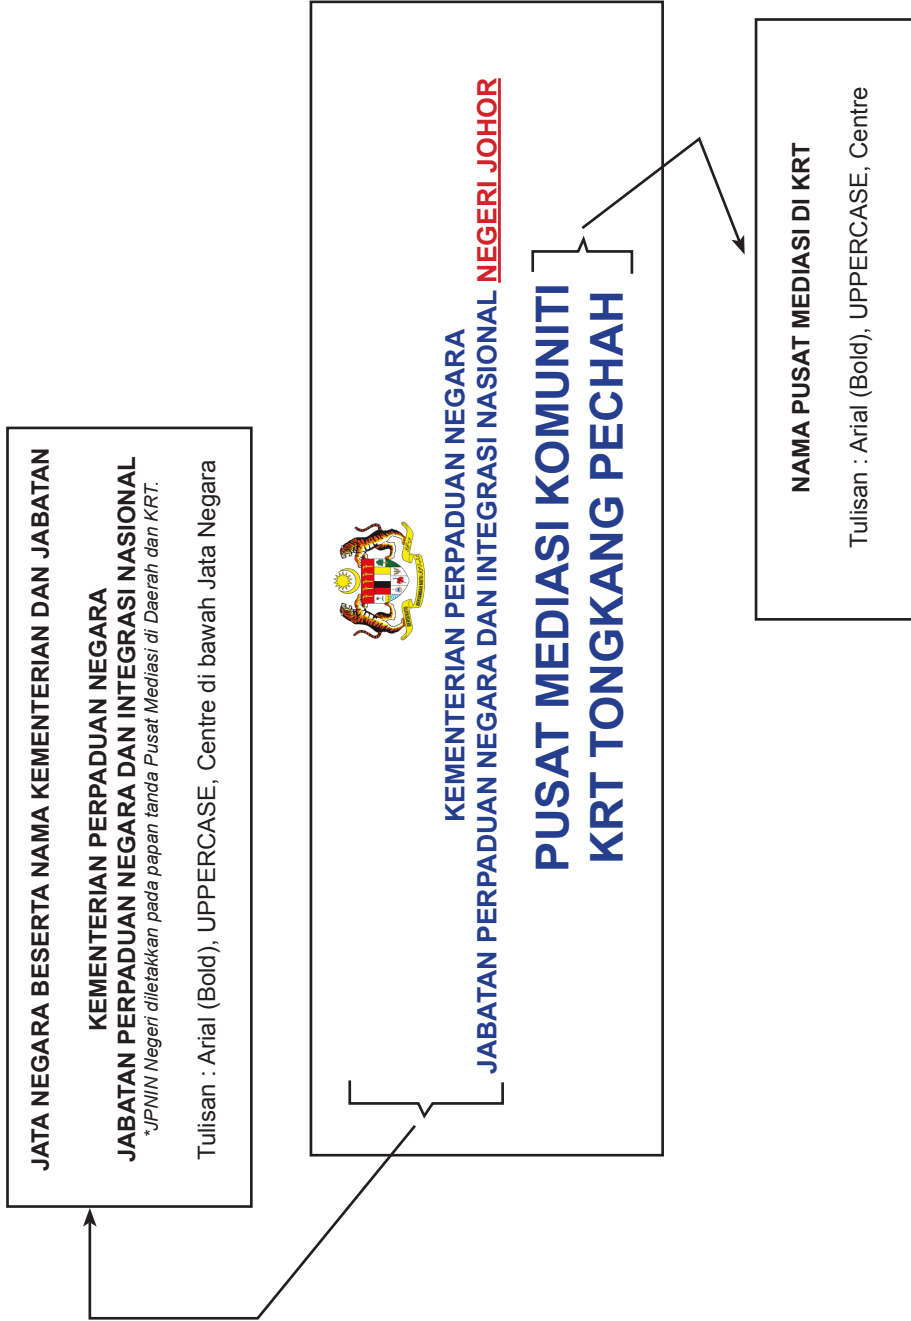 JATA NEGARA BESERTA NAMA KEMENTERIAN DAN JABATAN
KEMENTERIAN PERPADUAN NEGARA
JABATAN PERPADUAN NEGARA DAN INTEGRASI NASIONAL
*JPNIN Negeri diletakkan pada papan tanda Pusat Mediasi di Daerah dan KRT.
Tulisan : Arial (Bold), UPPERCASE, Centre di bawah Jata Negara
KEMENTERIAN PERPADUAN NEGARA
JABATAN PERPADUAN NEGARA DAN INTEGRASI NASIONAL NEGERI JOHOR
PUSAT MEDIASI KOMUNITI
KRT TONGKANG PECHAH
NAMA PUSAT MEDIASI DI KRT
Tulisan : Arial (Bold), UPPERCASE, Centre